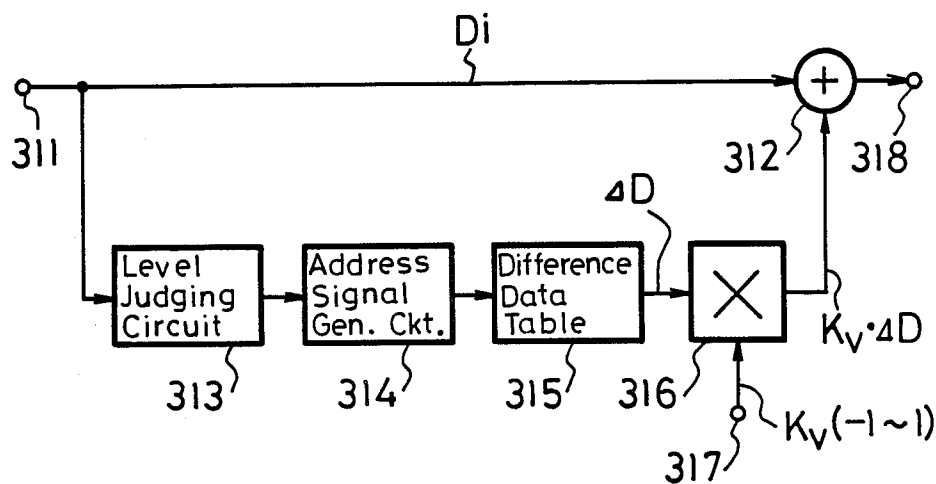 Di
311
312
318
ΔD
Level
Judging
Circuit
Address
Signal
Gen. Ckt.
Difference
Data
Table
+
×
Kv·ΔD
313
314
315
316
317
Kv(-1~1)